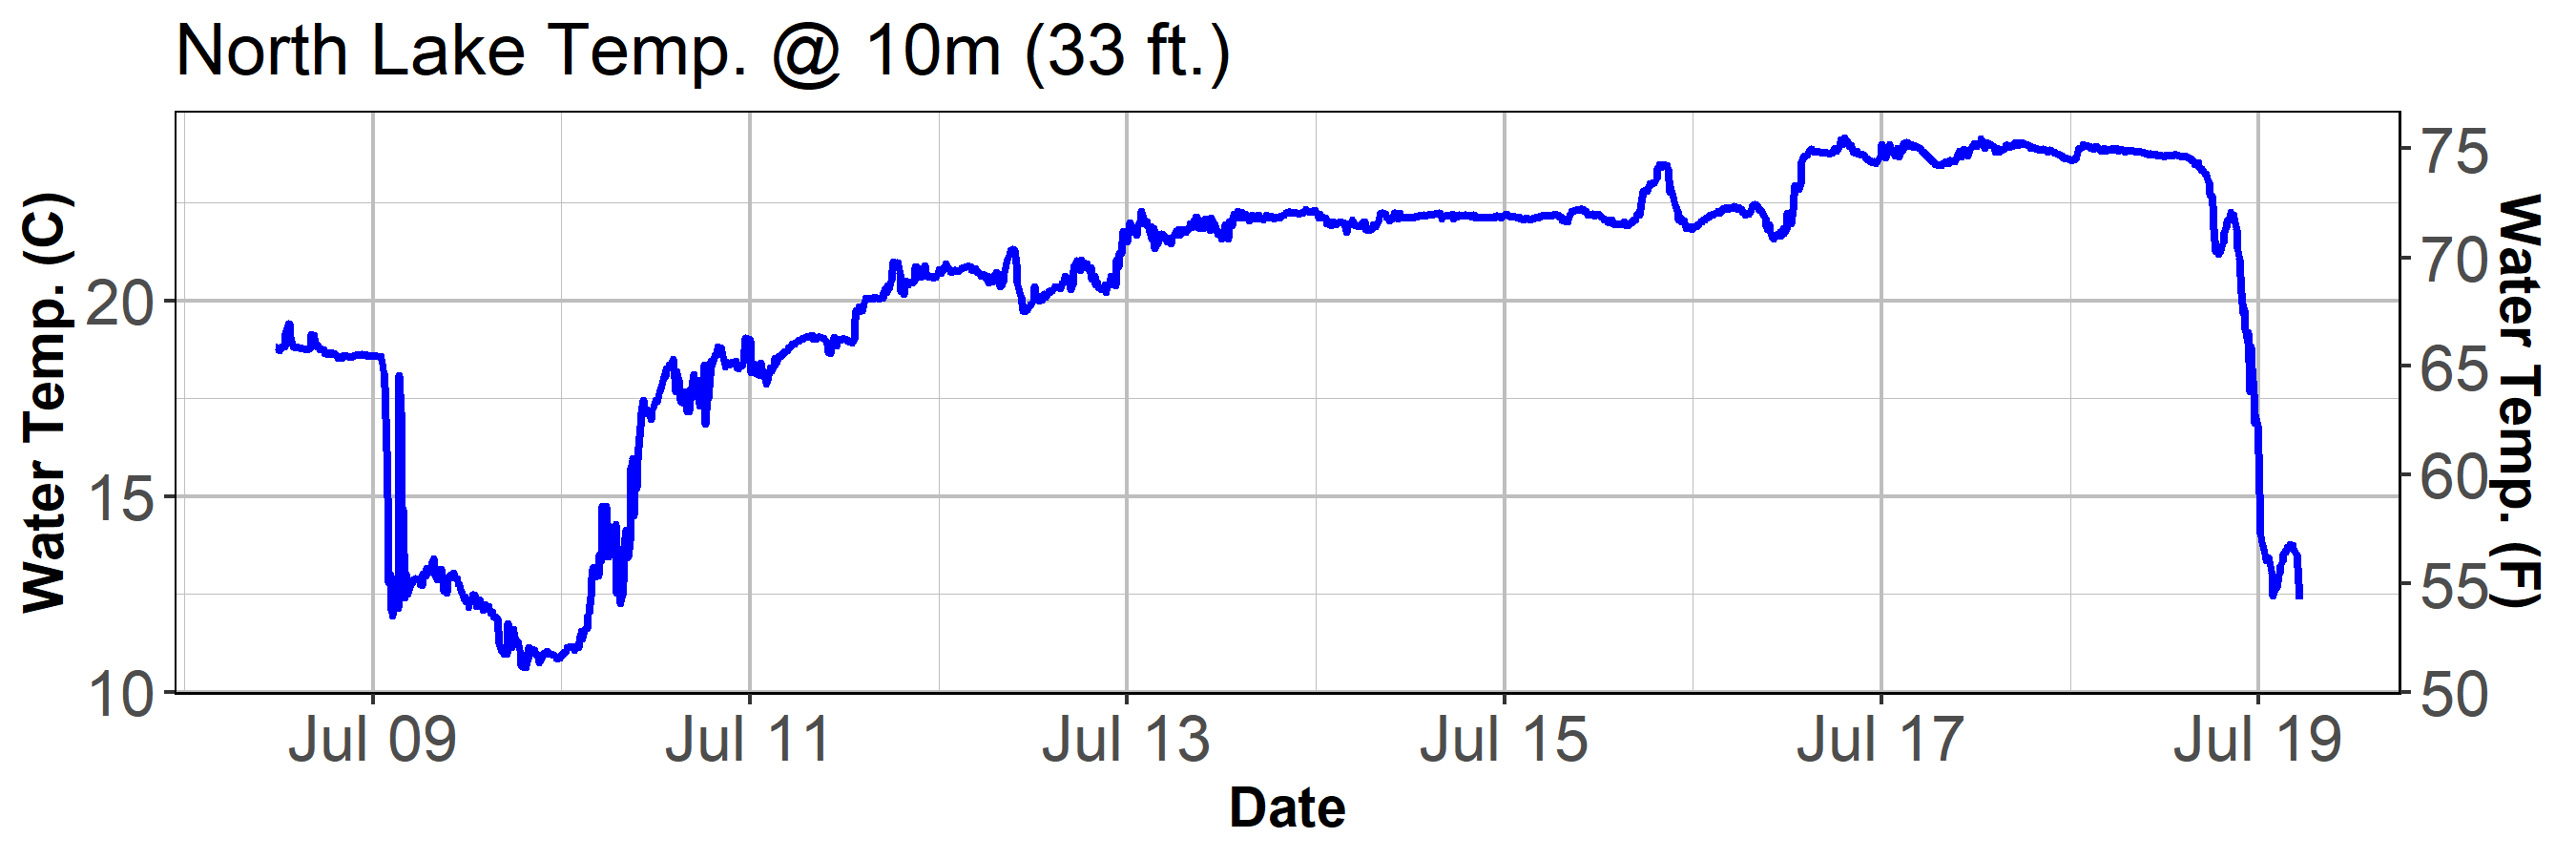 North Lake Temp. @ 10m (33 ft.)
Water Temp. (C)
20
15
10
75
70
65
60
55
50
Water Temp. (F)
Jul 09
Jul 11
Jul 13
Jul 15
Jul 17
Jul 19
Date